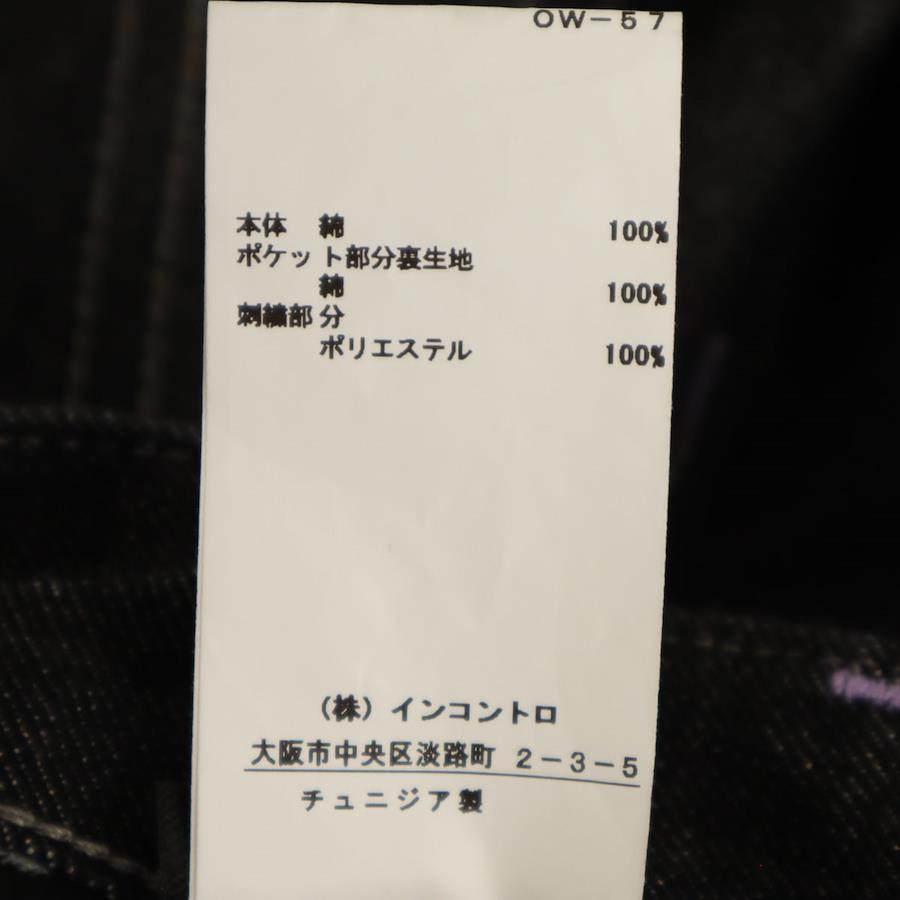 OW-57
本体 綿 100%
ポケット部分裏生地
綿 100%
刺繍部分
ポリエステル 100%
(株)インコントロ
大阪市中央区淡路町 2-3-5
チュニジア製